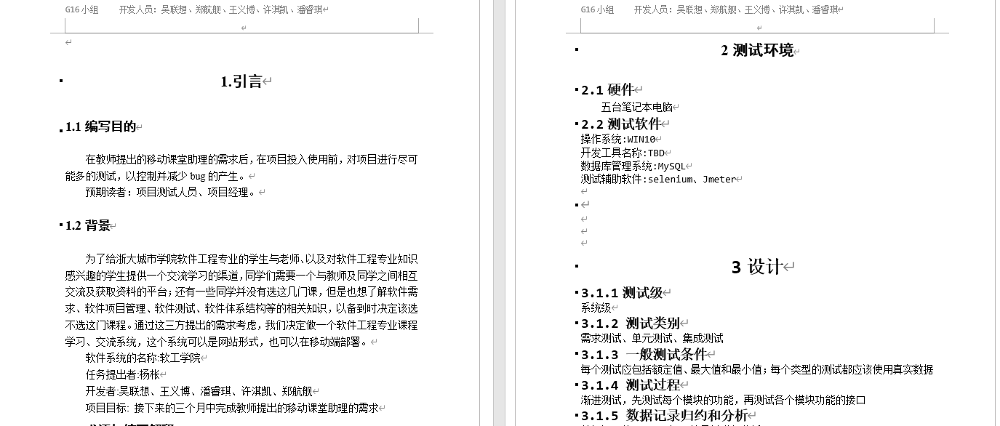 G16小组 开发人员：吴联想、郑航舰、王义博、许淇凯、潘睿琪
1.引言
1.1 编写目的
在教师提出的移动课堂助理的需求后，在项目投入使用前，对项目进行尽可
能多的测试，以控制并减少 bug 的产生。
预期读者：项目测试人员、项目经理。
1.2 背景
为了给浙大城市学院软件工程专业的学生与老师、以及对软件工程专业知识
感兴趣的学生提供一个交流学习的渠道，同学们需要一个与教师及同学之间相互
交流及获取资料的平台；还有一些同学并没有选这几门课，但是也想了解软件需
求、软件项目管理、软件测试、软件体系结构等的相关知识，以备到时决定该选
不选这门课程。通过这三方提出的需求考虑，我们决定做一个软件工程专业课程
学习、交流系统，这个系统可以是网站形式，也可以在移动端部署。
软件系统的名称:软工学院
任务提出者:杨枨
开发者:吴联想、王义博、潘睿琪、许淇凯、郑航舰
项目目标: 接下来的三个月中完成教师提出的移动课堂助理的需求
G16小组 开发人员：吴联想、郑航舰、王义博、许淇凯、潘睿琪
2 测试环境
2.1 硬件
五台笔记本电脑
2.2 测试软件
操作系统:WIN10
开发工具名称:TBD
数据库管理系统:MySQL
测试辅助软件:selenium、Jmeter
3 设计
3.1.1 测试级
系统级
3.1.2 测试类别
需求测试、单元测试、集成测试
3.1.3 一般测试条件
每个测试应包括额定值、最大值和最小值；每个类型的测试都应该使用真实数据
3.1.4 测试过程
渐进测试，先测试每个模块的功能，再测试各个模块功能的接口
3.1.5 数据记录归约和分析